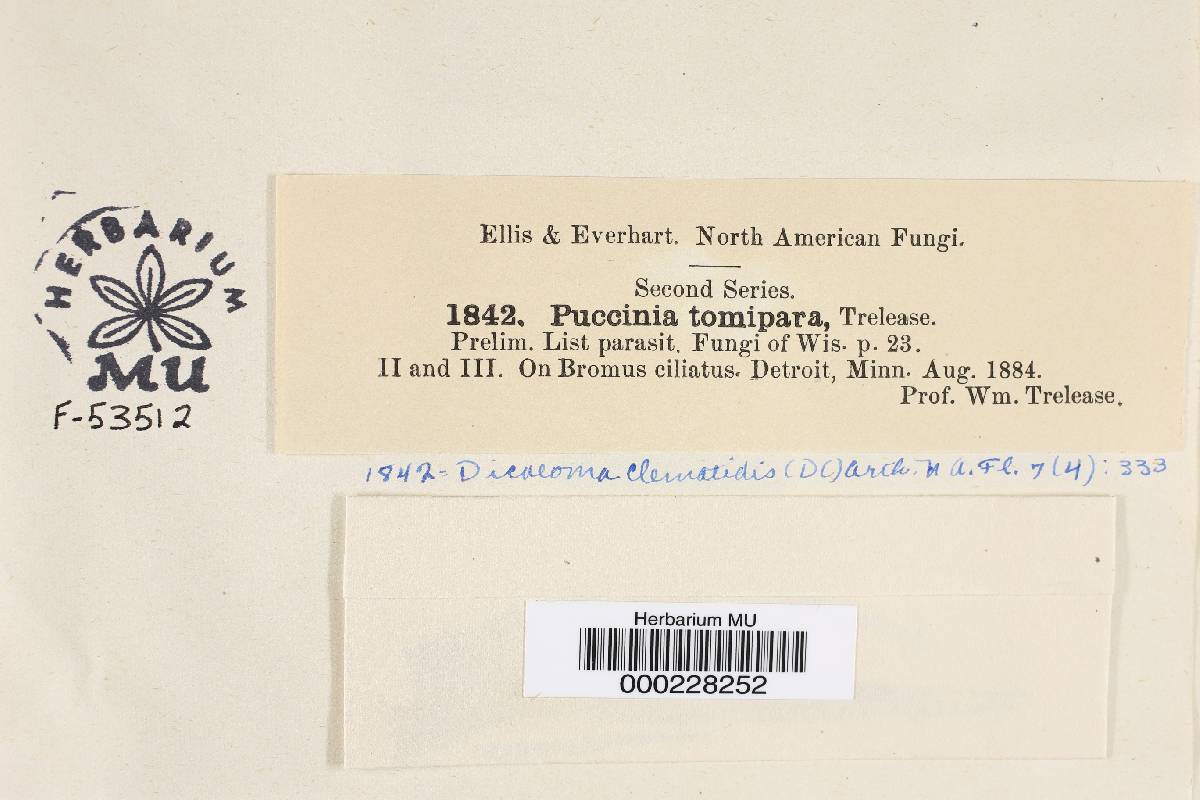 HERBARIUM
MU
F-53512
Ellis & Everhart. North American Fungi.
Second Series.
1842. Puccinia tomipara, Trelease.
Prelim. List parasit. Fungi of Wis. p. 23.
II and III. On Bromus ciliatus. Detroit, Minn. Aug. 1884.
Prof. Wm. Trelease.
1842 = Dicaeoma clematidis (DC) Arth. N. A. Fl. 7(4): 333
Herbarium MU
000228252